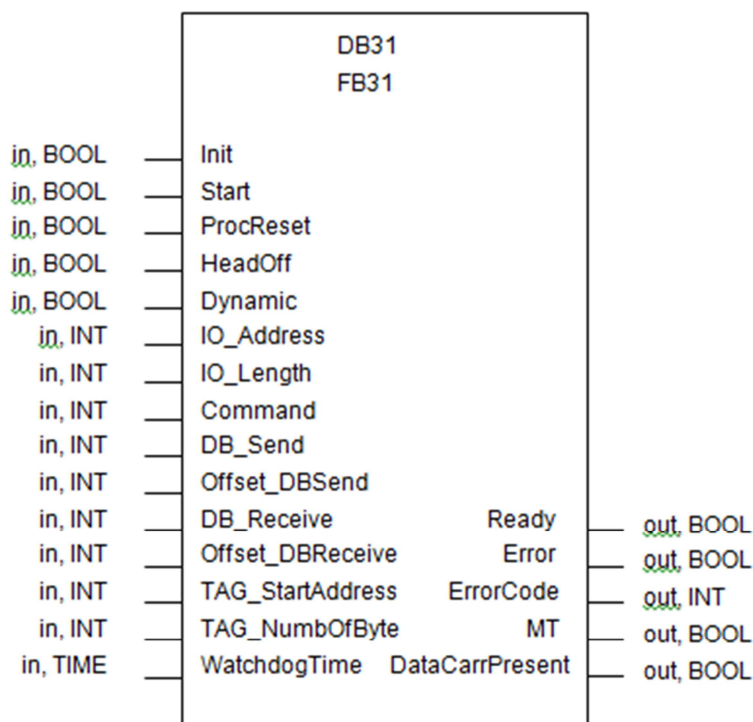 DB31
FB31
in, BOOL Init
in, BOOL Start
in, BOOL ProcReset
in, BOOL HeadOff
in, BOOL Dynamic
in, INT IO_Address
in, INT IO_Length
in, INT Command
in, INT DB_Send
in, INT Offset_DBSend
in, INT DB_Receive Ready out, BOOL
in, INT Offset_DBReceive Error out, BOOL
in, INT TAG_StartAddress ErrorCode out, INT
in, INT TAG_NumbOfByte MT out, BOOL
in, TIME WatchdogTime DataCarrPresent out, BOOL